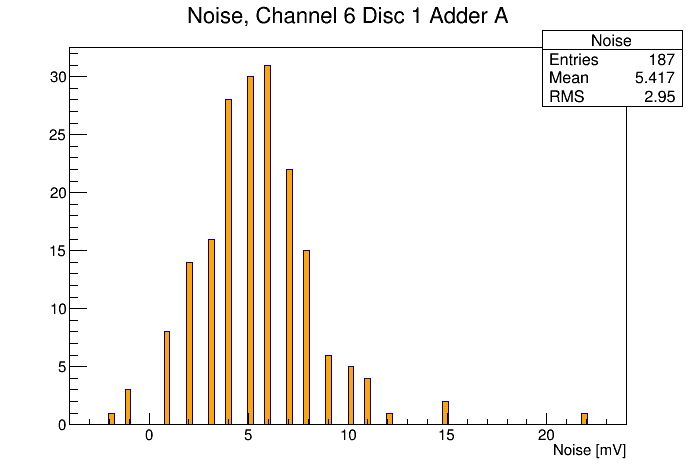 Noise, Channel 6 Disc 1 Adder A
Noise
Entries 187
Mean 5.417
RMS 2.95
30
25
20
15
10
5
0
0 5 10 15 20
Noise [mV]